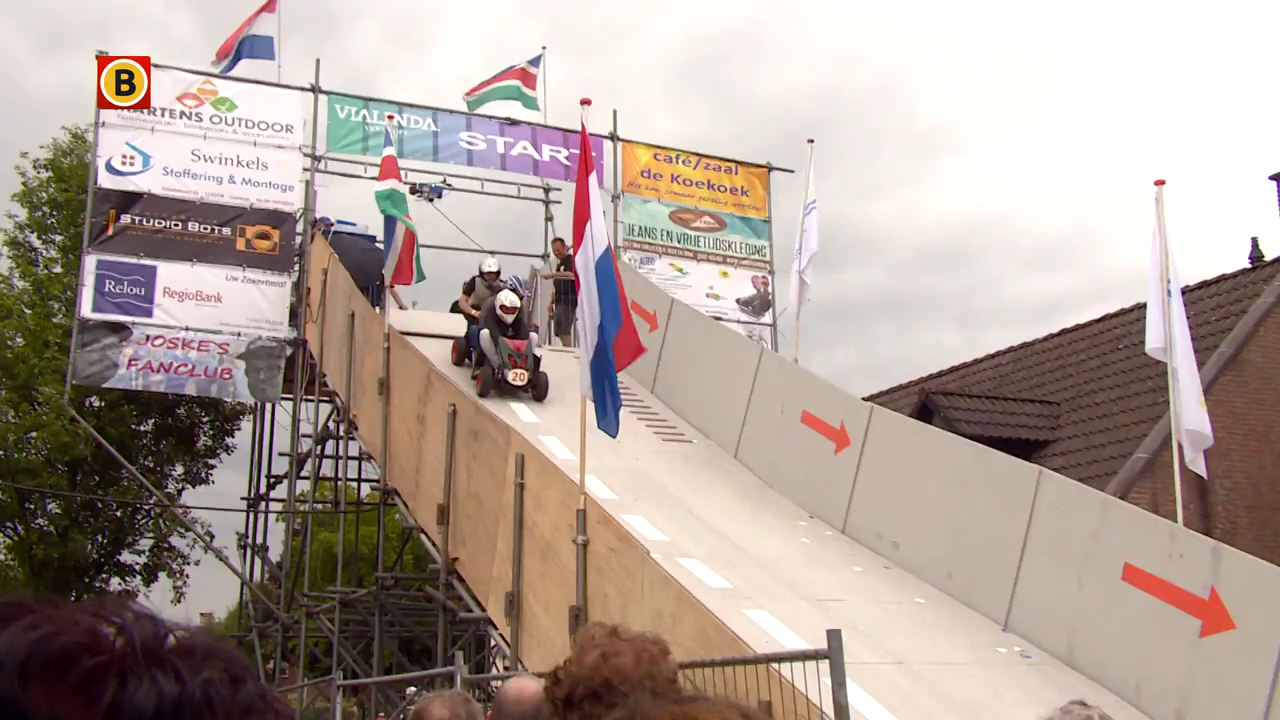 B
MARTENS OUTDOOR
Swinkels
Stoffering & Montage
STUDIO BOTS
Uw Zekerheid?
Relou
RegioBank
JOSKE'S
FANCLUB
VIALINDA
START
café/zaal
de Koekoek
JEANS EN VRIJETIJDSKLEDING
20